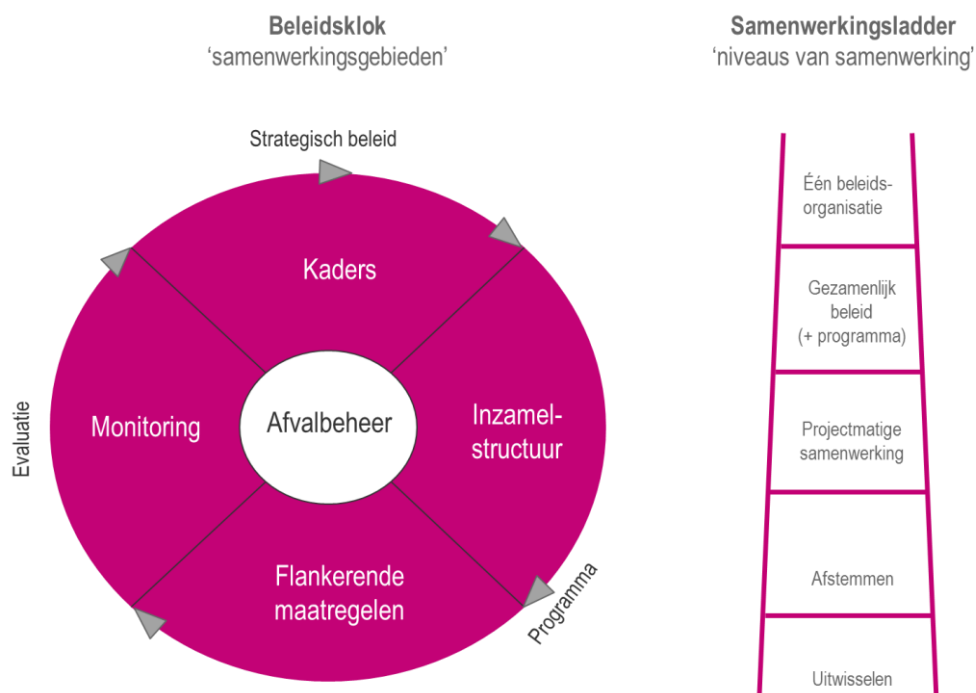 Beleidsklok
‘samenwerkingsgebieden’
Strategisch beleid
Kaders
Monitoring
Afvalbeheer
Inzamel-
structuur
Flankerende
maatregelen
Evaluatie
Programma
Samenwerkingsladder
‘niveaus van samenwerking’
Één beleids-
organisatie
Gezamenlijk
beleid
(+ programma)
Projectmatige
samenwerking
Afstemmen
Uitwisselen